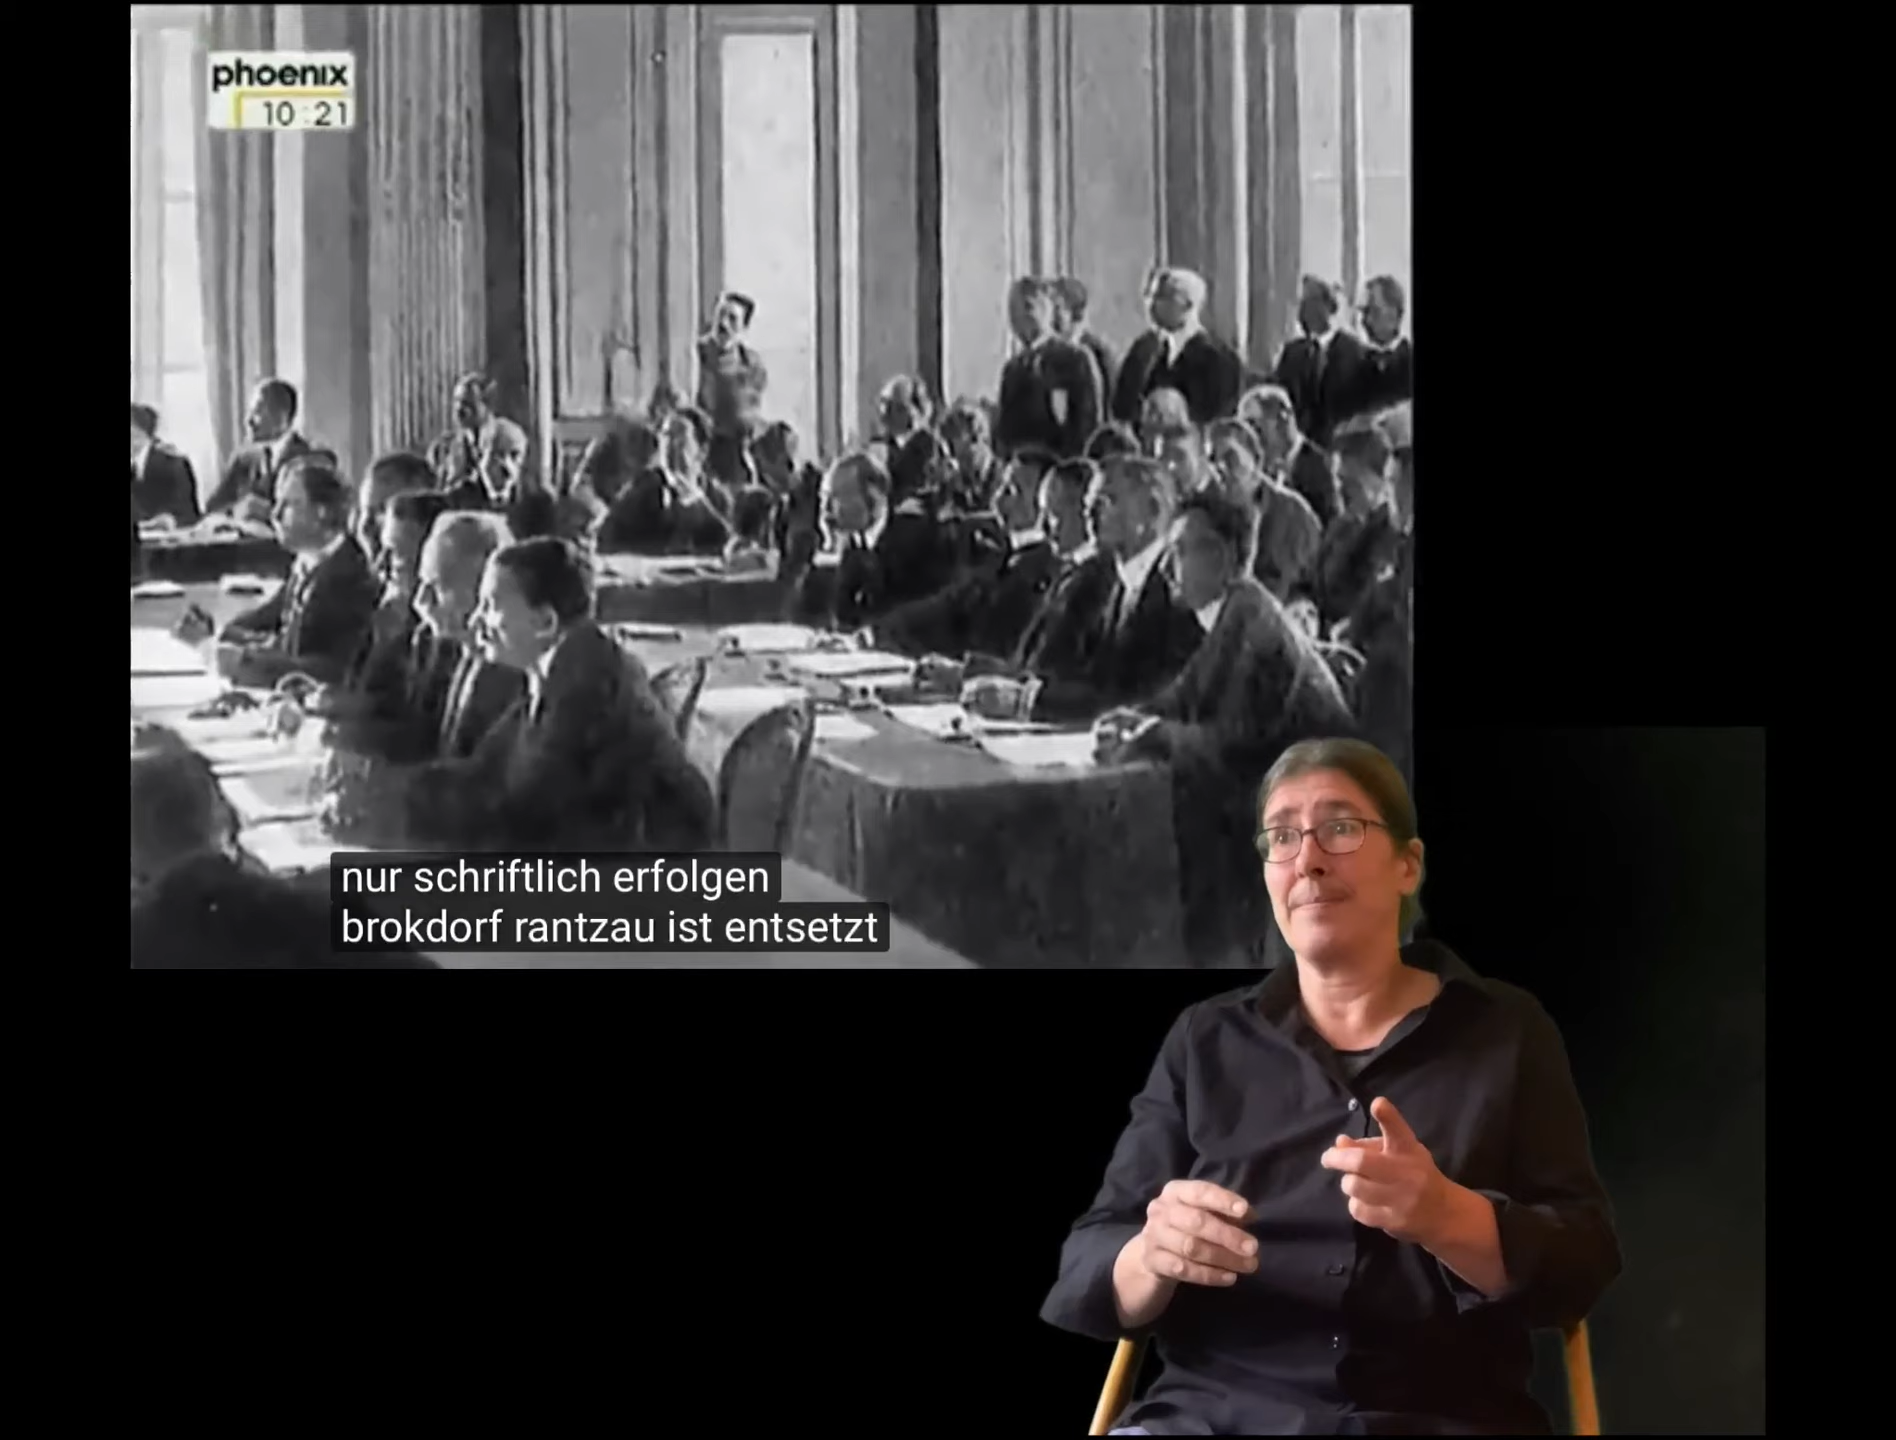 phoenix
10:21
nur schriftlich erfolgen
brokdorf rantzau ist entsetzt